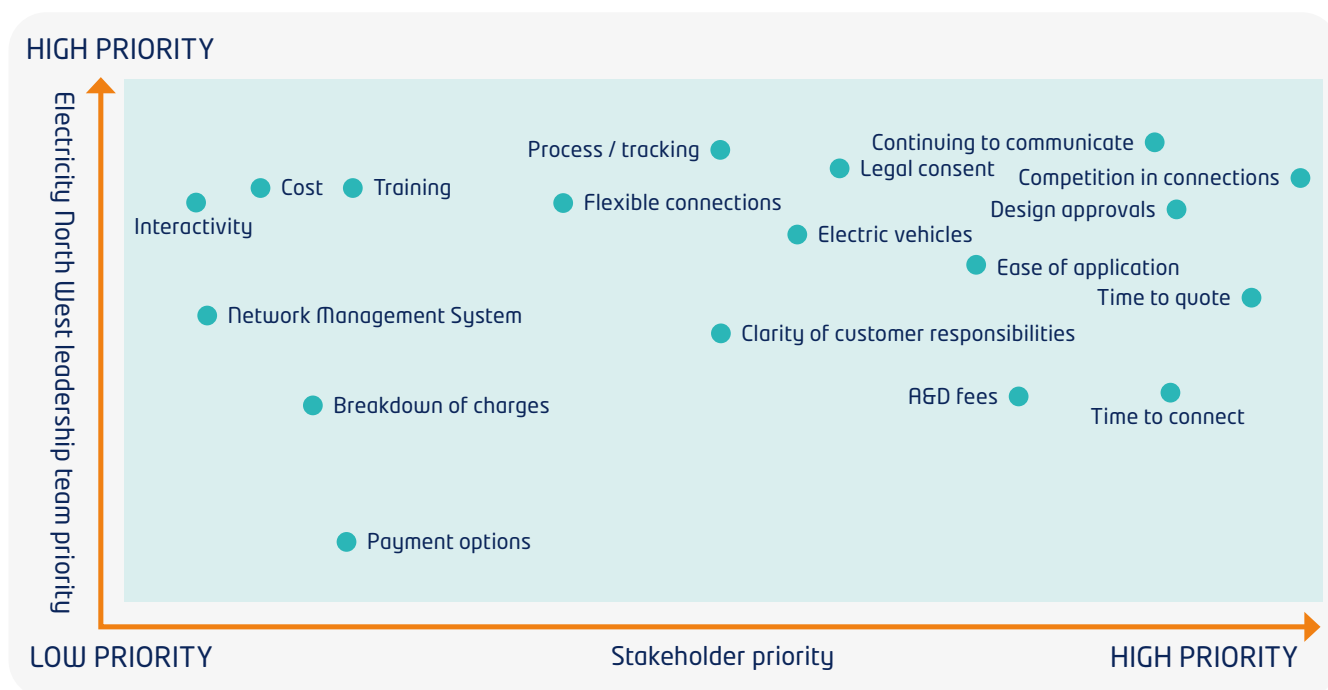 HIGH PRIORITY
Electricity North West leadership team priority
Continuing to communicate
Process / tracking
Legal consent
Competition in connections
Cost
Training
Flexible connections
Design approvals
Interactivity
Electric vehicles
Ease of application
Time to quote
Network Management System
Clarity of customer responsibilities
A&D fees
Breakdown of charges
Time to connect
Payment options
LOW PRIORITY
Stakeholder priority
HIGH PRIORITY